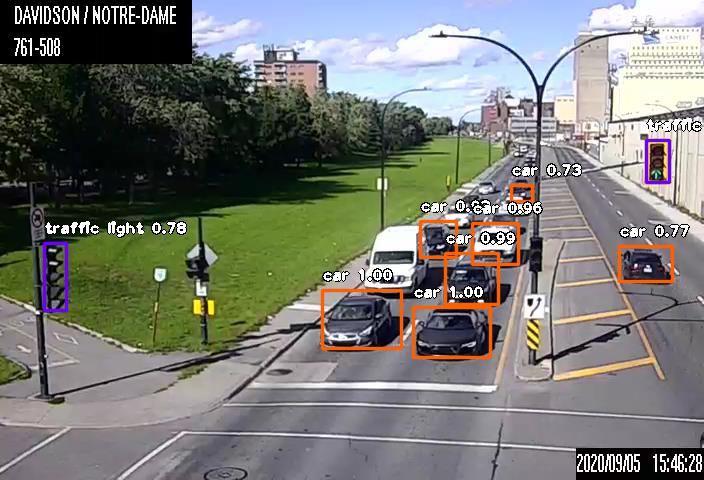 DAVIDSON / NOTRE-DAME
761-508
car 0.73
traffic
car 0.96
traffic light 0.78
car 0.99
car 0.77
car 1.00
car 1.00
2020/09/05 15:46:28